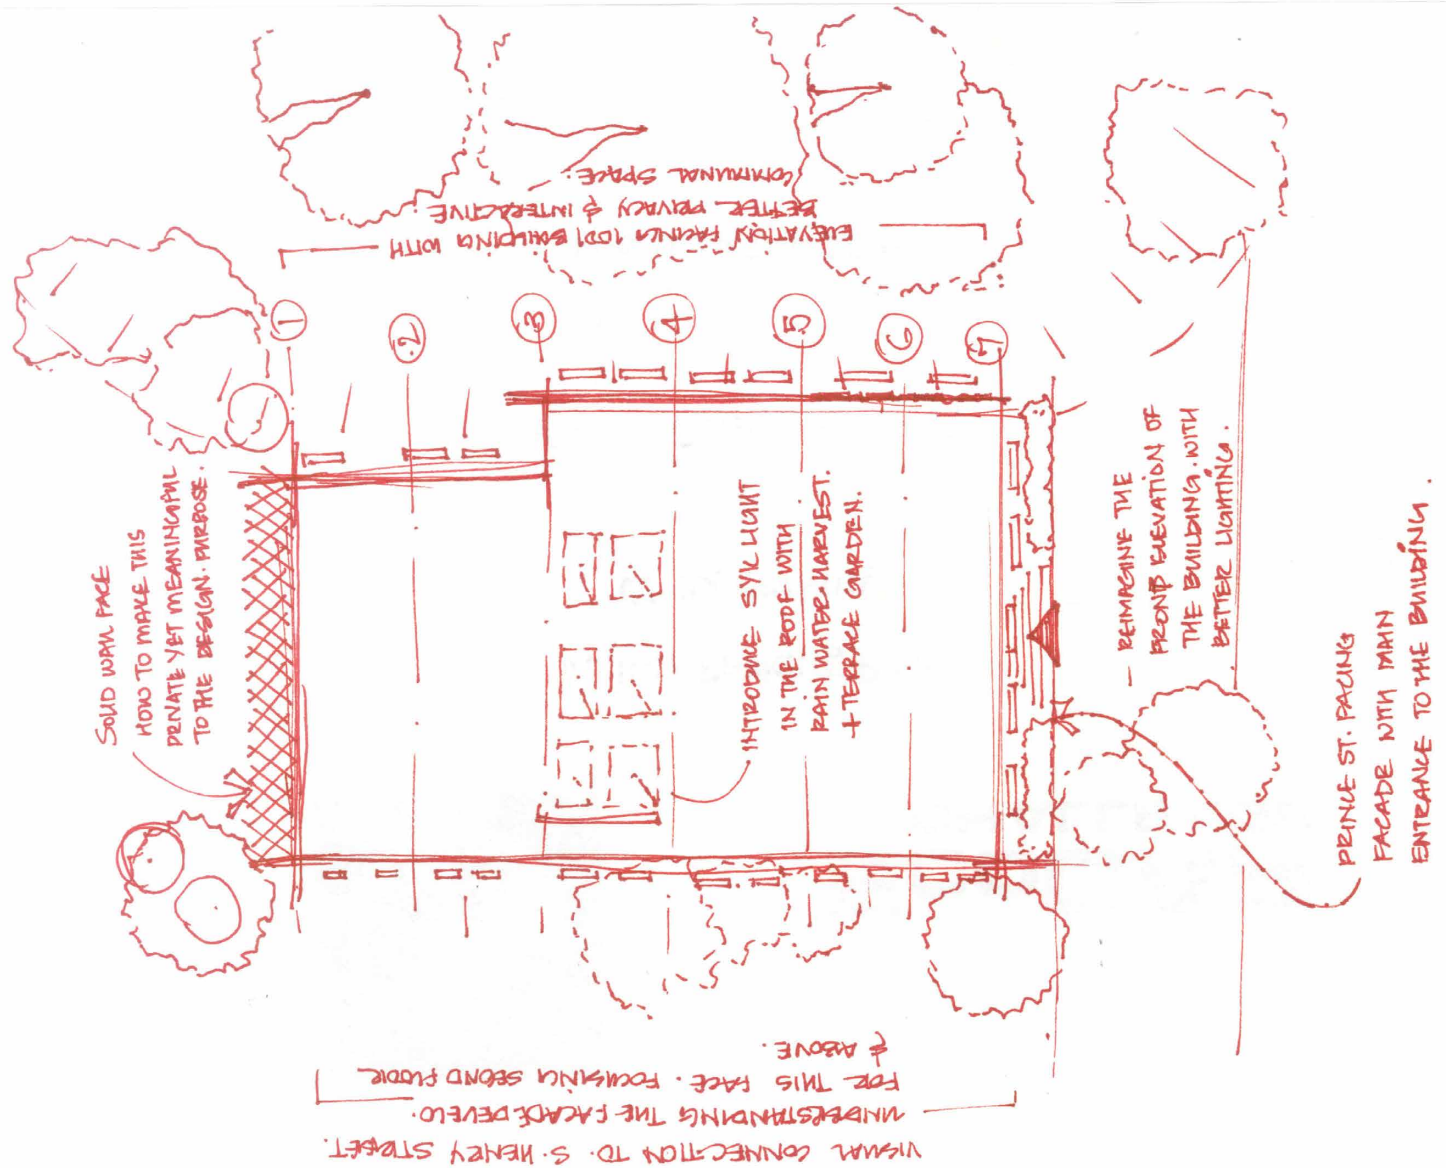 SOLID WALL FACE
HOW TO MAKE THIS
PRIVATE YET MEANINGFUL
TO THE DESIGN. PURPOSE.
ELEVATION FACING 1001 BUILDING WITH
BETTER PRIVACY & INTERACTIVE.
COMMUNAL SPACE.
1
2
3
4
5
6
7
INTRODUCE SYK LIGHT
IN THE ROOF WITH
RAIN WATER HARVEST.
+ TERRACE GARDEN.
- REIMAGINE THE
FRONT ELEVATION OF
THE BUILDING. WITH
BETTER LIGHTING.
PRINCE ST. FACING
FACADE WITH MAIN
ENTRANCE TO THE BUILDING.
VISUAL CONNECTION TO. S. HENRY STREET.
UNDERSTANDING THE FACADE DEVELO.
FOR THIS FACE. FOCUSING SECOND FLOOR
& ABOVE.